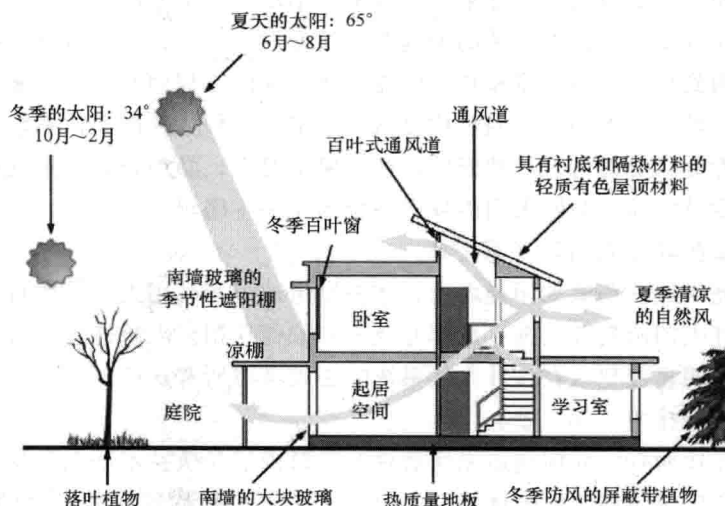 夏天的太阳：65°
6月～8月
冬季的太阳：34°
10月～2月
通风道
百叶式通风道
具有衬底和隔热材料的
轻质有色屋顶材料
冬季百叶窗
南墙玻璃的
季节性遮阳棚
夏季清凉
的自然风
卧室
凉棚
起居
空间
庭院
学习室
落叶植物
南墙的大块玻璃
热质量地板
冬季防风的屏蔽带植物